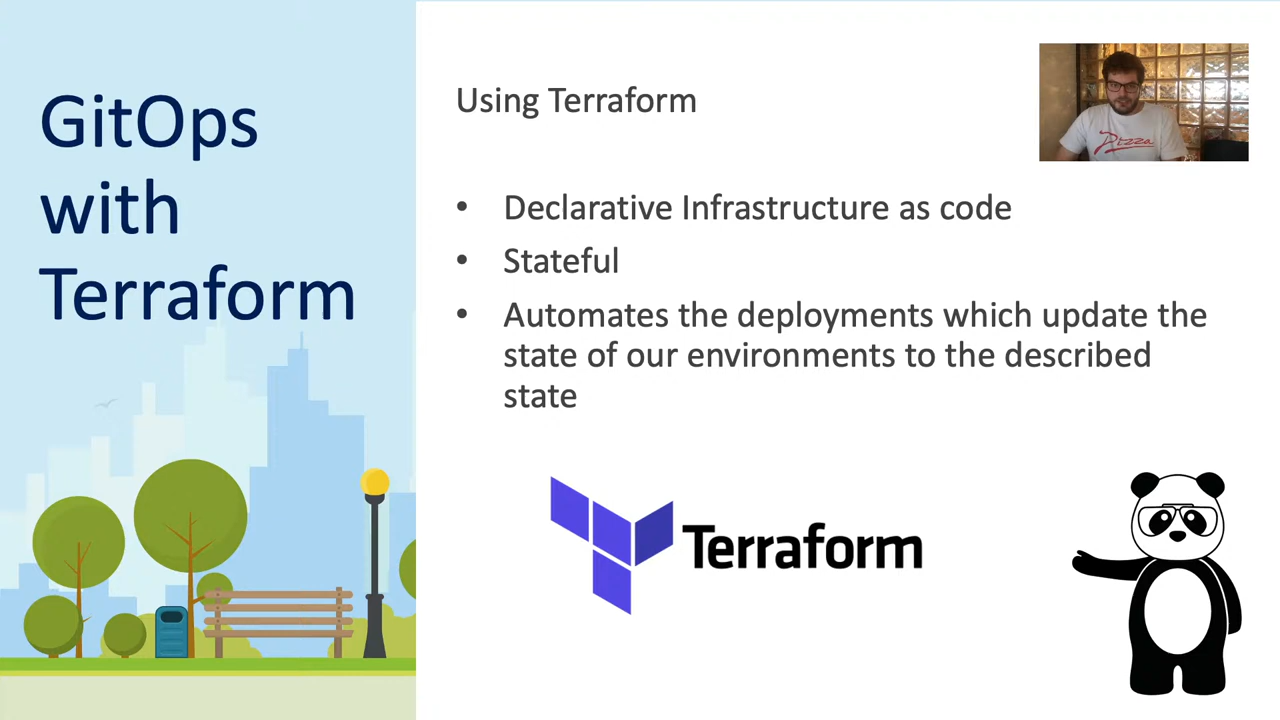 GitOps
with
Terraform
Using Terraform
• Declarative Infrastructure as code
• Stateful
• Automates the deployments which update the
state of our environments to the described
state
Terraform
Pizza